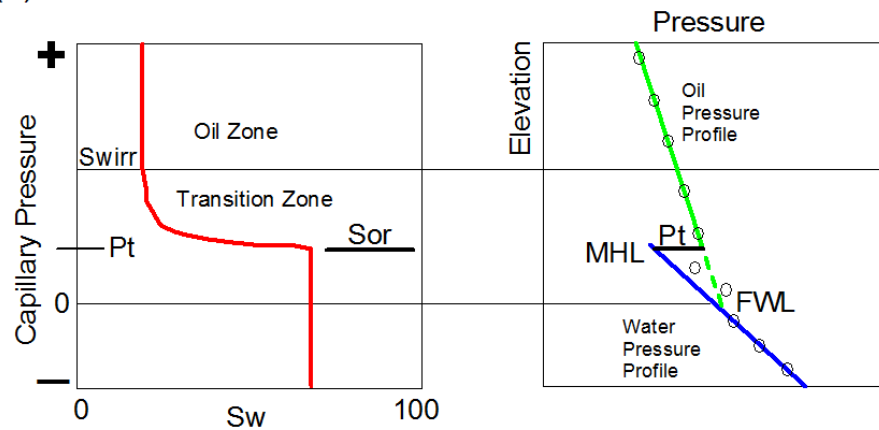 Pressure
+
Oil Zone
Swirr
Transition Zone
Capillary Pressure
Pt
Sor
0
−
0
Sw
100
Elevation
Oil
Pressure
Profile
Pt
MHL
FWL
Water
Pressure
Profile